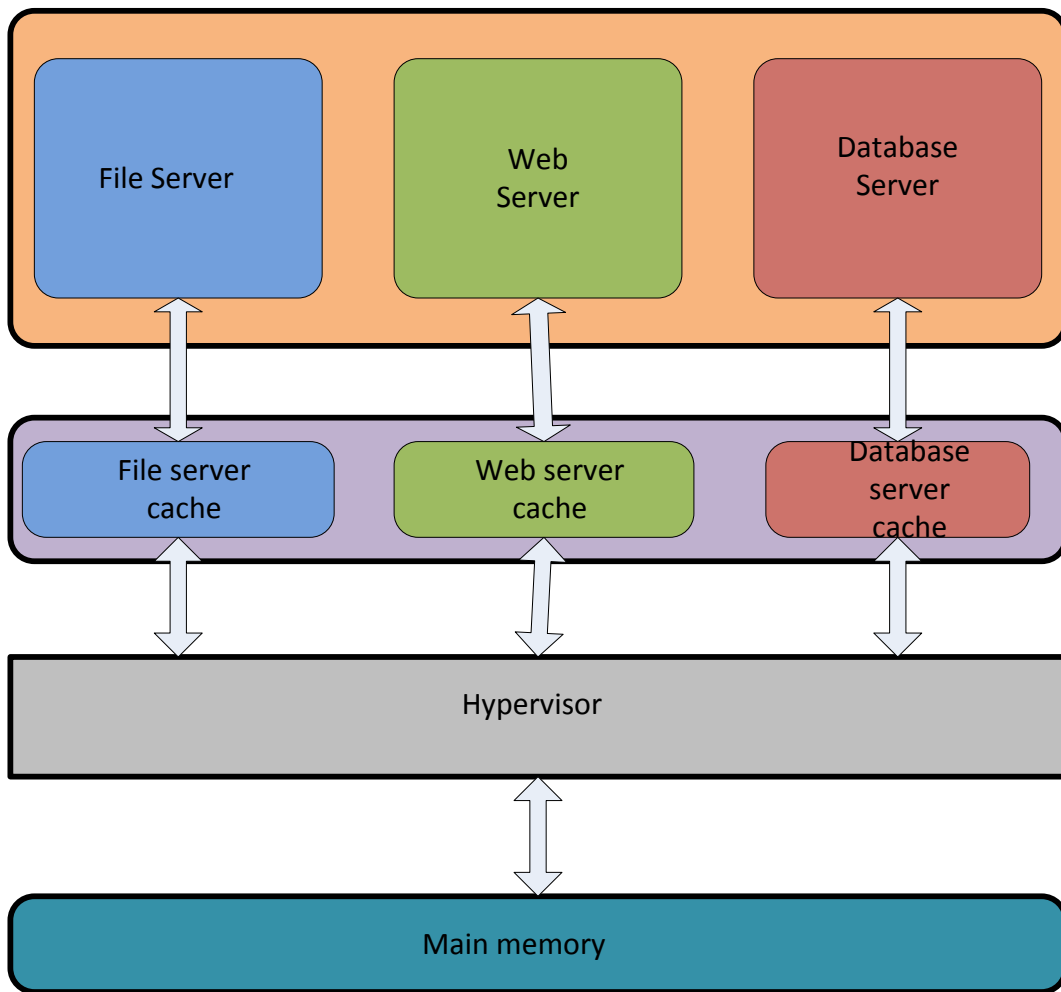 File Server
Web
Server
Database
Server
File server
cache
Web server
cache
Database
server
cache
Hypervisor
Main memory